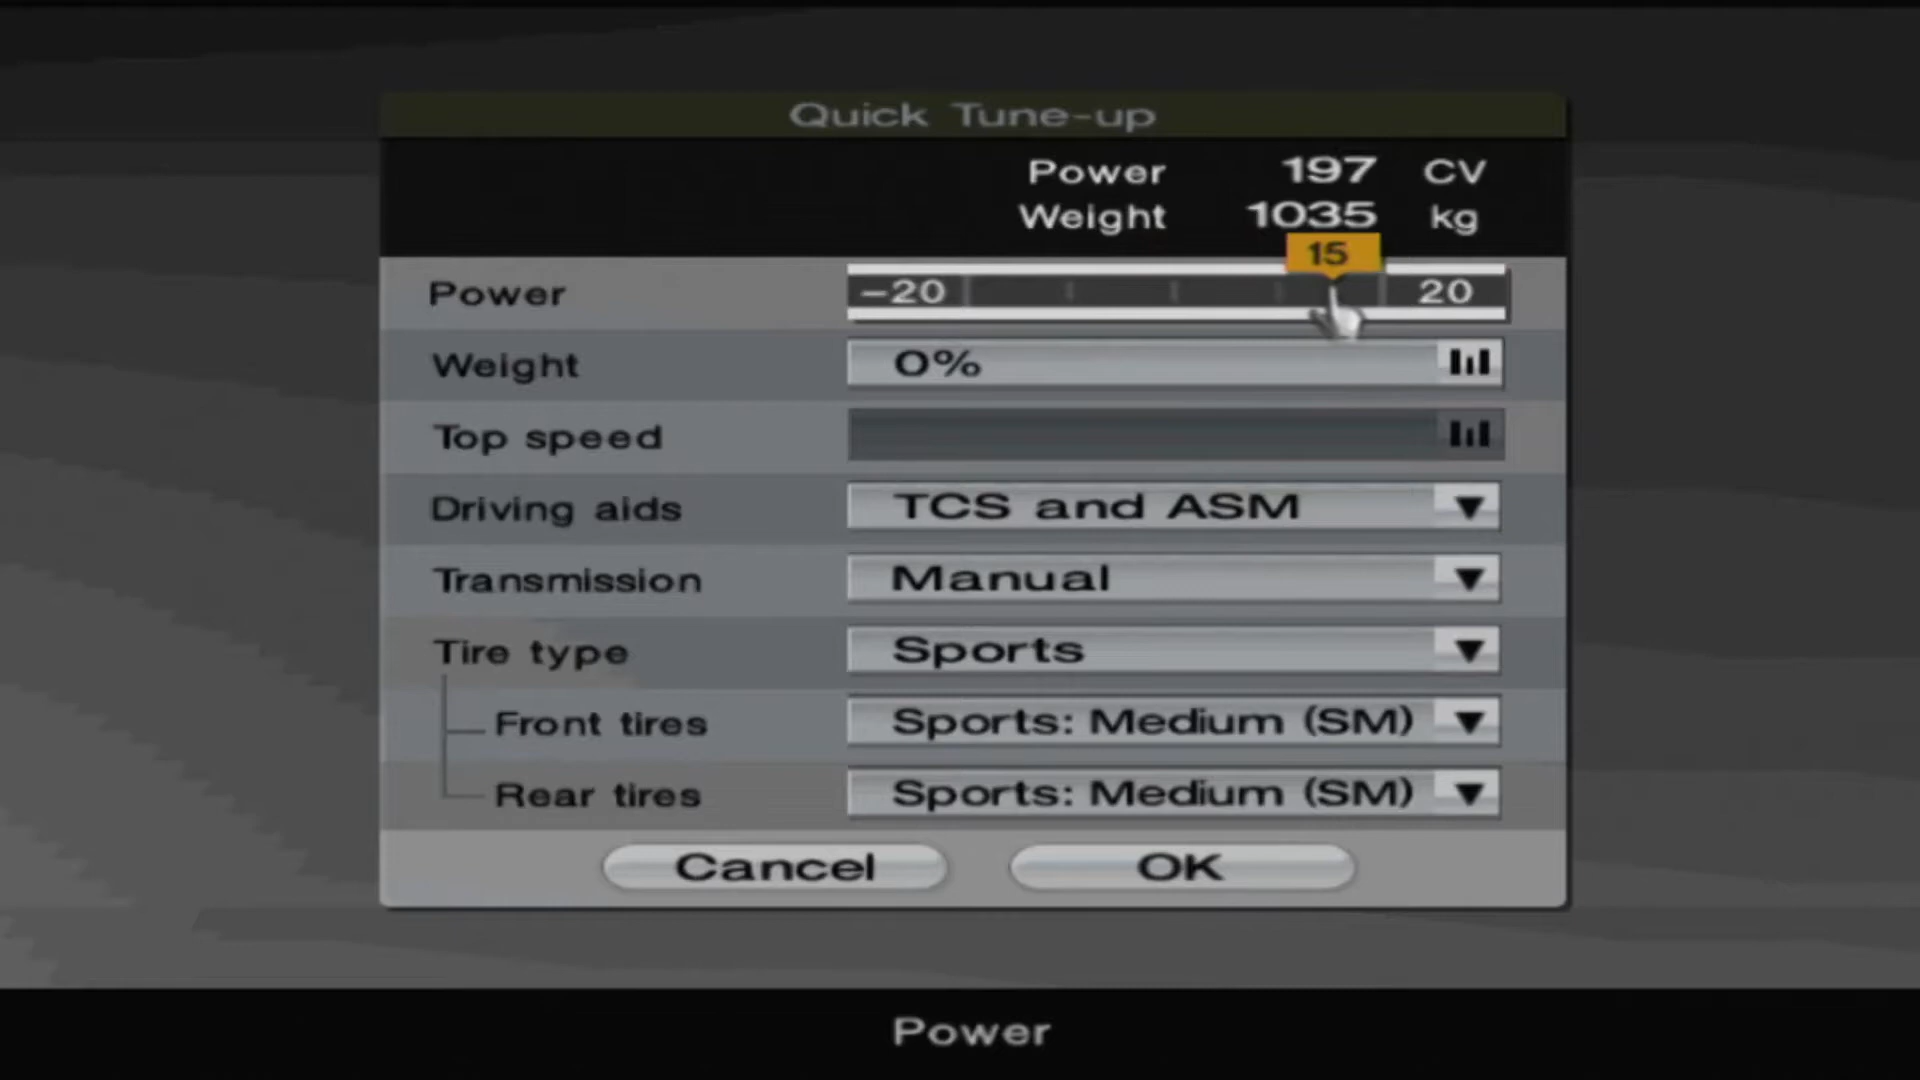 Quick Tune-up
Power 197 CV
Weight 1035 kg
15
Power -20 20
Weight 0%
Top speed
Driving aids TCS and ASM
Transmission Manual
Tire type Sports
Front tires Sports: Medium (SM)
Rear tires Sports: Medium (SM)
Cancel OK
Power